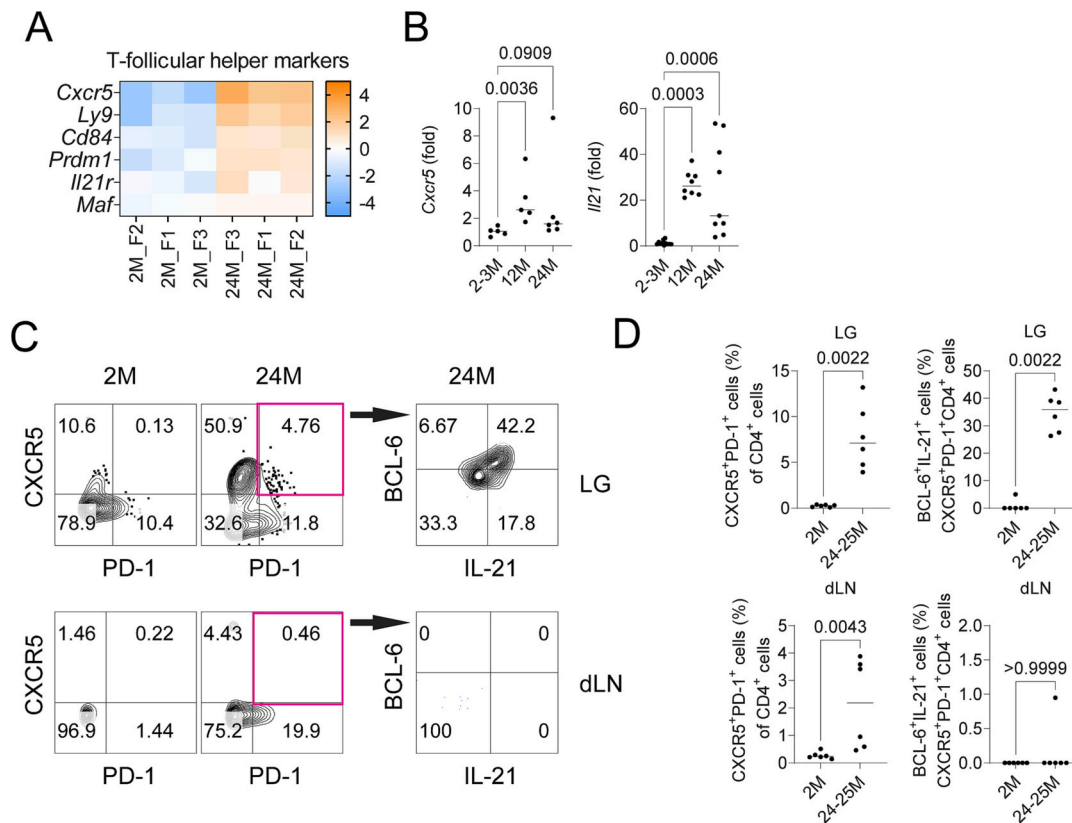 A
T-follicular helper markers
Cxcr5
Ly9
Cd84
Prdm1
Il21r
Maf
4
2
0
-2
-4
2M_F2
2M_F1
2M_F3
24M_F3
24M_F1
24M_F2
B
0.0909
0.0036
Cxcr5 (fold)
10
8
6
4
2
0
2-3M
12M
24M
0.0006
0.0003
Il21 (fold)
60
40
20
0
2-3M
12M
24M
C
2M
24M
24M
CXCR5
10.6
0.13
78.9
10.4
PD-1
50.9
4.76
32.6
11.8
PD-1
BCL-6
6.67
42.2
33.3
17.8
IL-21
LG
CXCR5
1.46
0.22
96.9
1.44
PD-1
4.43
0.46
75.2
19.9
PD-1
BCL-6
0
0
100
0
IL-21
dLN
D
LG
0.0022
CXCR5⁺PD-1⁺ cells (%)
of CD4⁺ cells
15
10
5
0
2M
24-25M
LG
0.0022
BCL-6⁺IL-21⁺ cells (%)
CXCR5⁺PD-1⁺CD4⁺ cells
50
40
30
20
10
0
2M
24-25M
dLN
0.0043
CXCR5⁺PD-1⁺ cells (%)
of CD4⁺ cells
5
4
3
2
1
0
2M
24-25M
dLN
>0.9999
BCL-6⁺IL-21⁺ cells (%)
CXCR5⁺PD-1⁺CD4⁺ cells
2.0
1.5
1.0
0.5
0.0
2M
24-25M